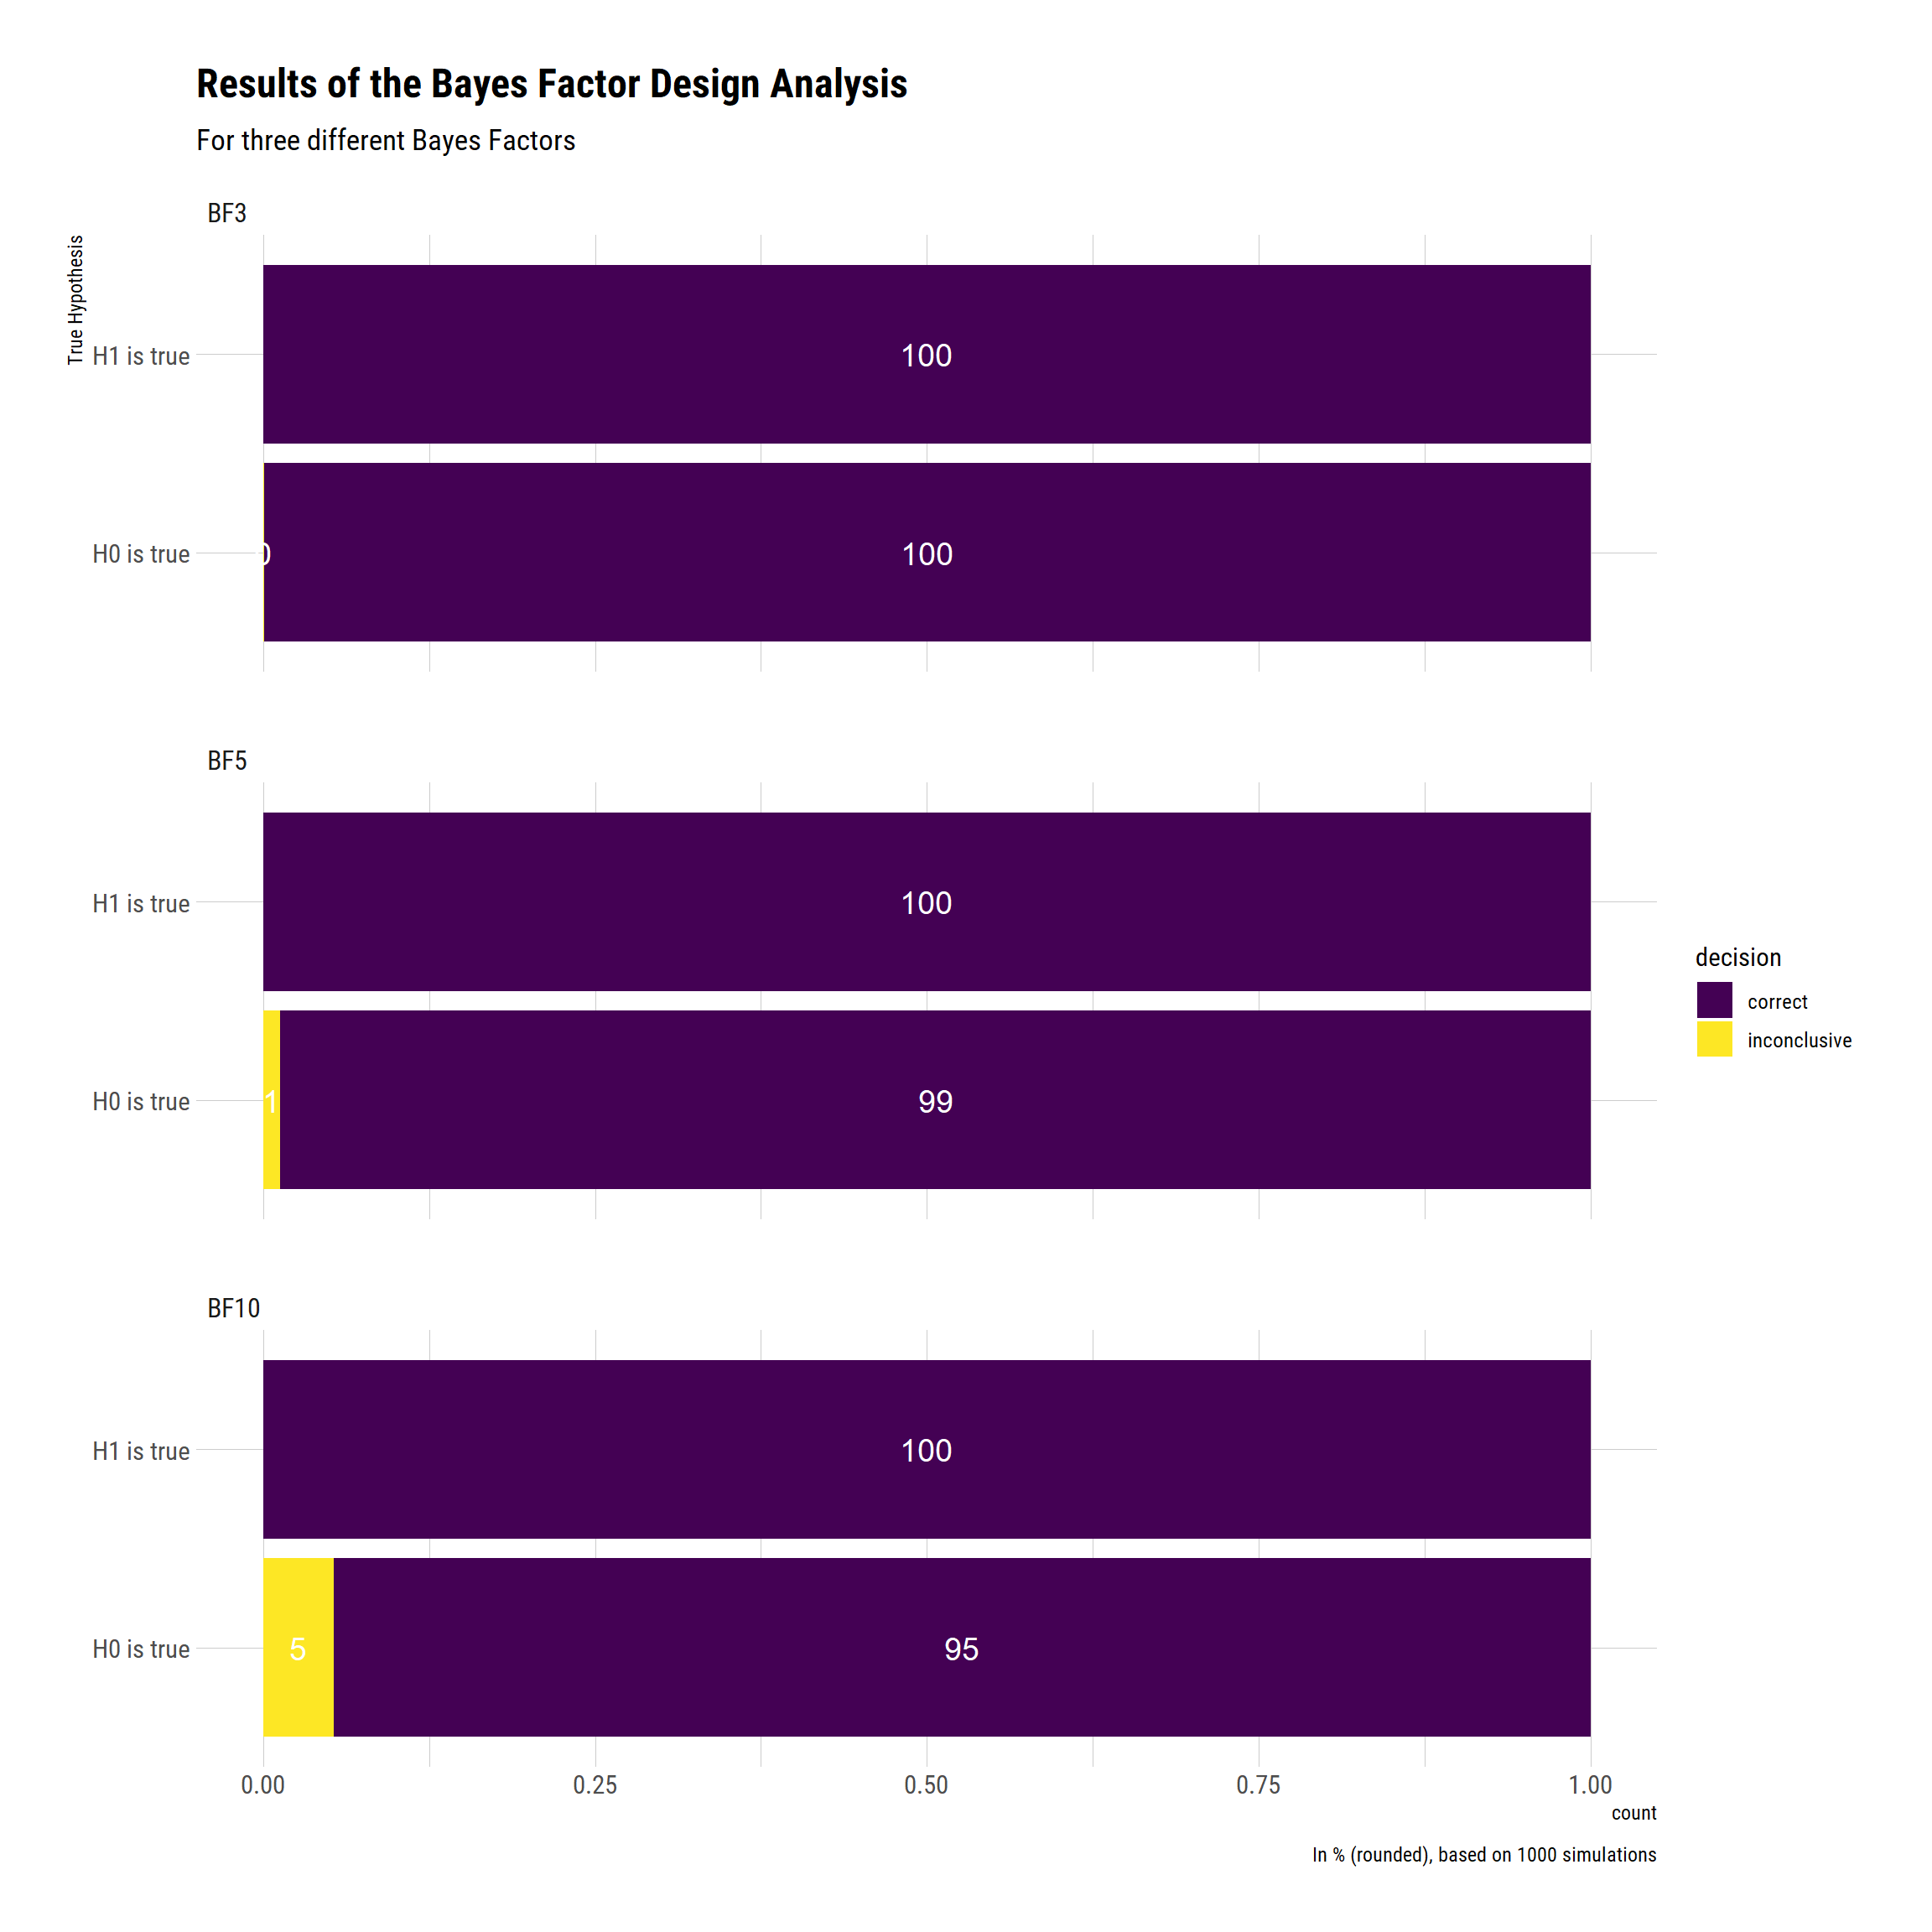 Results of the Bayes Factor Design Analysis
For three different Bayes Factors
BF3
True Hypothesis
H1 is true
100
H0 is true
0
100
BF5
H1 is true
100
H0 is true
1
99
decision
correct
inconclusive
BF10
H1 is true
100
H0 is true
5
95
0.00 0.25 0.50 0.75 1.00
count
In % (rounded), based on 1000 simulations